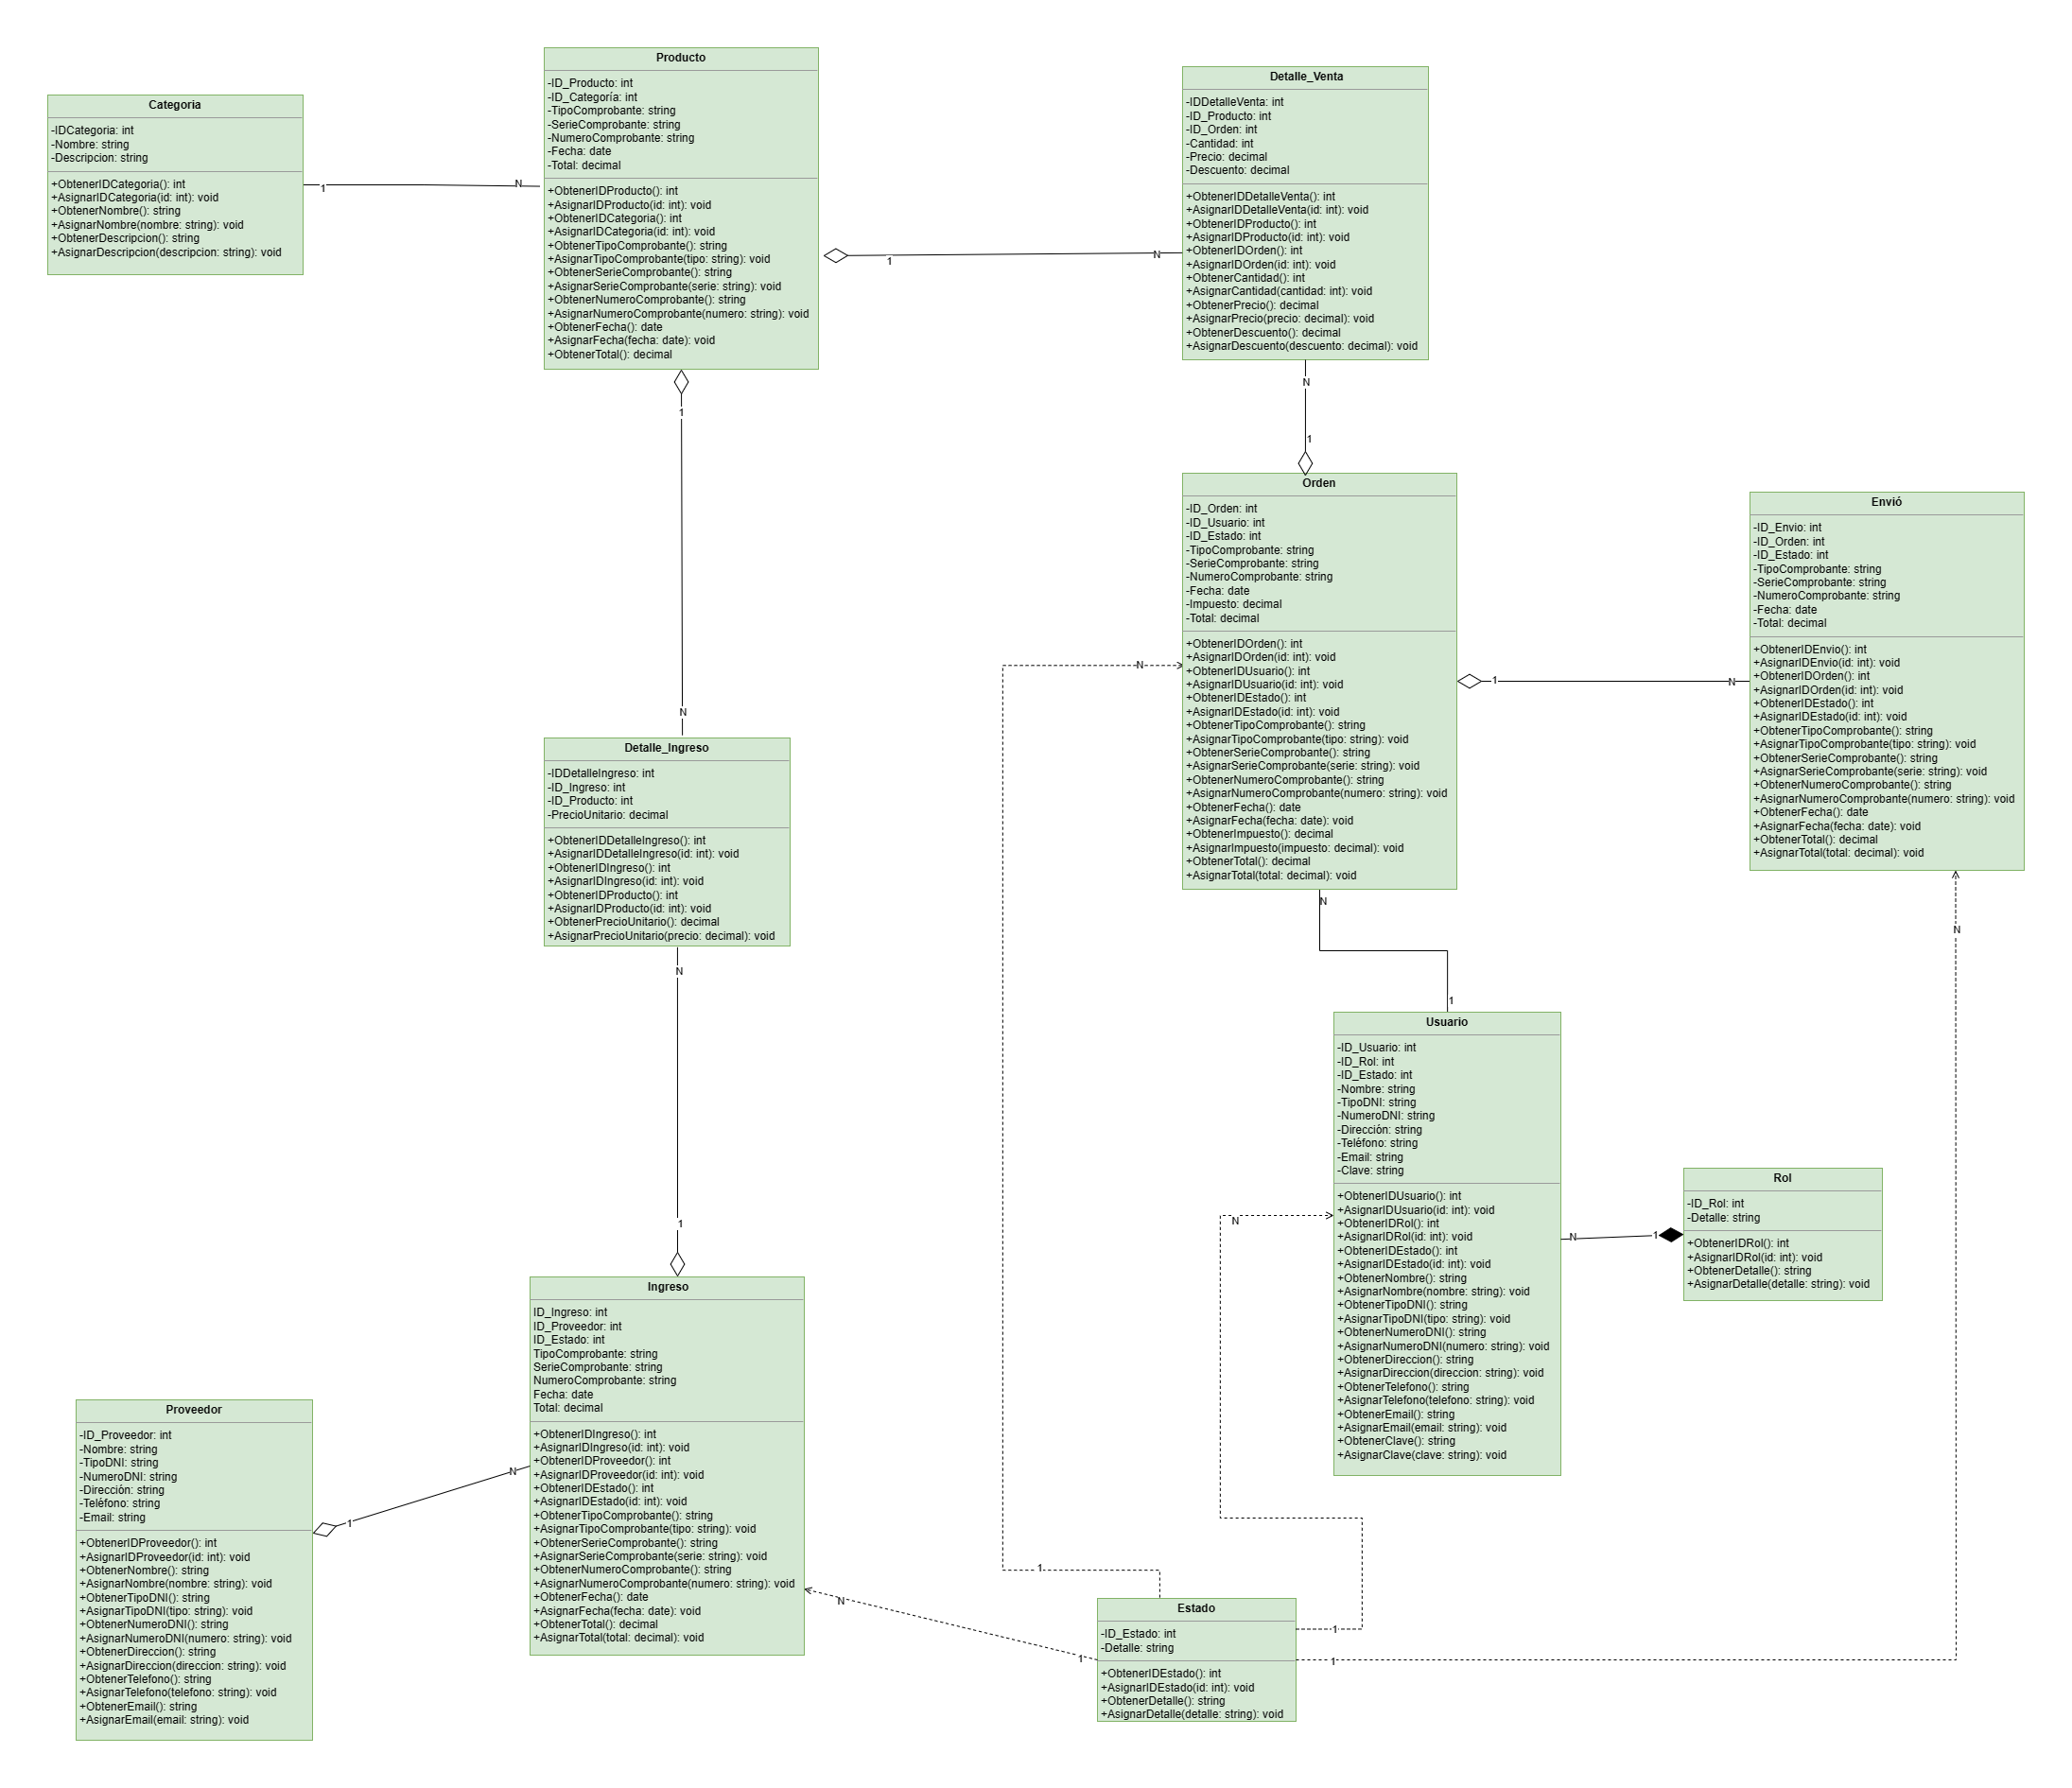 Producto
-ID_Producto: int
-ID_Categoría: int
-TipoComprobante: string
-SerieComprobante: string
-NumeroComprobante: string
-Fecha: date
-Total: decimal
+ObtenerIDProducto(): int
+AsignarIDProducto(id: int): void
+ObtenerIDCategoria(): int
+AsignarIDCategoria(id: int): void
+ObtenerTipoComprobante(): string
+AsignarTipoComprobante(tipo: string): void
+ObtenerSerieComprobante(): string
+AsignarSerieComprobante(serie: string): void
+ObtenerNumeroComprobante(): string
+AsignarNumeroComprobante(numero: string): void
+ObtenerFecha(): date
+AsignarFecha(fecha: date): void
+ObtenerTotal(): decimal
Detalle_Venta
-IDDetalleVenta: int
-ID_Producto: int
-ID_Orden: int
-Cantidad: int
-Precio: decimal
-Descuento: decimal
+ObtenerIDDetalleVenta(): int
+AsignarIDDetalleVenta(id: int): void
+ObtenerIDProducto(): int
+AsignarIDProducto(id: int): void
+ObtenerIDOrden(): int
+AsignarIDOrden(id: int): void
+ObtenerCantidad(): int
+AsignarCantidad(cantidad: int): void
+ObtenerPrecio(): decimal
+AsignarPrecio(precio: decimal): void
+ObtenerDescuento(): decimal
+AsignarDescuento(descuento: decimal): void
Categoria
-IDCategoria: int
-Nombre: string
-Descripcion: string
+ObtenerIDCategoria(): int
+AsignarIDCategoria(id: int): void
+ObtenerNombre(): string
+AsignarNombre(nombre: string): void
+ObtenerDescripcion(): string
+AsignarDescripcion(descripcion: string): void
1
N
1
N
1
N
N
1
Orden
-ID_Orden: int
-ID_Usuario: int
-ID_Estado: int
-TipoComprobante: string
-SerieComprobante: string
-NumeroComprobante: string
-Fecha: date
-Impuesto: decimal
-Total: decimal
+ObtenerIDOrden(): int
+AsignarIDOrden(id: int): void
+ObtenerIDUsuario(): int
+AsignarIDUsuario(id: int): void
+ObtenerIDEstado(): int
+AsignarIDEstado(id: int): void
+ObtenerTipoComprobante(): string
+AsignarTipoComprobante(tipo: string): void
+ObtenerSerieComprobante(): string
+AsignarSerieComprobante(serie: string): void
+ObtenerNumeroComprobante(): string
+AsignarNumeroComprobante(numero: string): void
+ObtenerFecha(): date
+AsignarFecha(fecha: date): void
+ObtenerImpuesto(): decimal
+AsignarImpuesto(impuesto: decimal): void
+ObtenerTotal(): decimal
+AsignarTotal(total: decimal): void
Envió
-ID_Envio: int
-ID_Orden: int
-ID_Estado: int
-TipoComprobante: string
-SerieComprobante: string
-NumeroComprobante: string
-Fecha: date
-Total: decimal
+ObtenerIDEnvio(): int
+AsignarIDEnvio(id: int): void
+ObtenerIDOrden(): int
+AsignarIDOrden(id: int): void
+ObtenerIDEstado(): int
+AsignarIDEstado(id: int): void
+ObtenerTipoComprobante(): string
+AsignarTipoComprobante(tipo: string): void
+ObtenerSerieComprobante(): string
+AsignarSerieComprobante(serie: string): void
+ObtenerNumeroComprobante(): string
+AsignarNumeroComprobante(numero: string): void
+ObtenerFecha(): date
+AsignarFecha(fecha: date): void
+ObtenerTotal(): decimal
+AsignarTotal(total: decimal): void
N
1
N
Detalle_Ingreso
-IDDetalleIngreso: int
-ID_Ingreso: int
-ID_Producto: int
-PrecioUnitario: decimal
+ObtenerIDDetalleIngreso(): int
+AsignarIDDetalleIngreso(id: int): void
+ObtenerIDIngreso(): int
+AsignarIDIngreso(id: int): void
+ObtenerIDProducto(): int
+AsignarIDProducto(id: int): void
+ObtenerPrecioUnitario(): decimal
+AsignarPrecioUnitario(precio: decimal): void
N
N
N
1
1
Usuario
-ID_Usuario: int
-ID_Rol: int
-ID_Estado: int
-Nombre: string
-TipoDNI: string
-NumeroDNI: string
-Dirección: string
-Teléfono: string
-Email: string
-Clave: string
+ObtenerIDUsuario(): int
+AsignarIDUsuario(id: int): void
+ObtenerIDRol(): int
+AsignarIDRol(id: int): void
+ObtenerIDEstado(): int
+AsignarIDEstado(id: int): void
+ObtenerNombre(): string
+AsignarNombre(nombre: string): void
+ObtenerTipoDNI(): string
+AsignarTipoDNI(tipo: string): void
+ObtenerNumeroDNI(): string
+AsignarNumeroDNI(numero: string): void
+ObtenerDireccion(): string
+AsignarDireccion(direccion: string): void
+ObtenerTelefono(): string
+AsignarTelefono(telefono: string): void
+ObtenerEmail(): string
+AsignarEmail(email: string): void
+ObtenerClave(): string
+AsignarClave(clave: string): void
N
N
1
Rol
-ID_Rol: int
-Detalle: string
+ObtenerIDRol(): int
+AsignarIDRol(id: int): void
+ObtenerDetalle(): string
+AsignarDetalle(detalle: string): void
Ingreso
ID_Ingreso: int
ID_Proveedor: int
ID_Estado: int
TipoComprobante: string
SerieComprobante: string
NumeroComprobante: string
Fecha: date
Total: decimal
+ObtenerIDIngreso(): int
+AsignarIDIngreso(id: int): void
+ObtenerIDProveedor(): int
+AsignarIDProveedor(id: int): void
+ObtenerIDEstado(): int
+AsignarIDEstado(id: int): void
+ObtenerTipoComprobante(): string
+AsignarTipoComprobante(tipo: string): void
+ObtenerSerieComprobante(): string
+AsignarSerieComprobante(serie: string): void
+ObtenerNumeroComprobante(): string
+AsignarNumeroComprobante(numero: string): void
+ObtenerFecha(): date
+AsignarFecha(fecha: date): void
+ObtenerTotal(): decimal
+AsignarTotal(total: decimal): void
Proveedor
-ID_Proveedor: int
-Nombre: string
-TipoDNI: string
-NumeroDNI: string
-Dirección: string
-Teléfono: string
-Email: string
+ObtenerIDProveedor(): int
+AsignarIDProveedor(id: int): void
+ObtenerNombre(): string
+AsignarNombre(nombre: string): void
+ObtenerTipoDNI(): string
+AsignarTipoDNI(tipo: string): void
+ObtenerNumeroDNI(): string
+AsignarNumeroDNI(numero: string): void
+ObtenerDireccion(): string
+AsignarDireccion(direccion: string): void
+ObtenerTelefono(): string
+AsignarTelefono(telefono: string): void
+ObtenerEmail(): string
+AsignarEmail(email: string): void
N
1
1
N
1
1
1
Estado
-ID_Estado: int
-Detalle: string
+ObtenerIDEstado(): int
+AsignarIDEstado(id: int): void
+ObtenerDetalle(): string
+AsignarDetalle(detalle: string): void